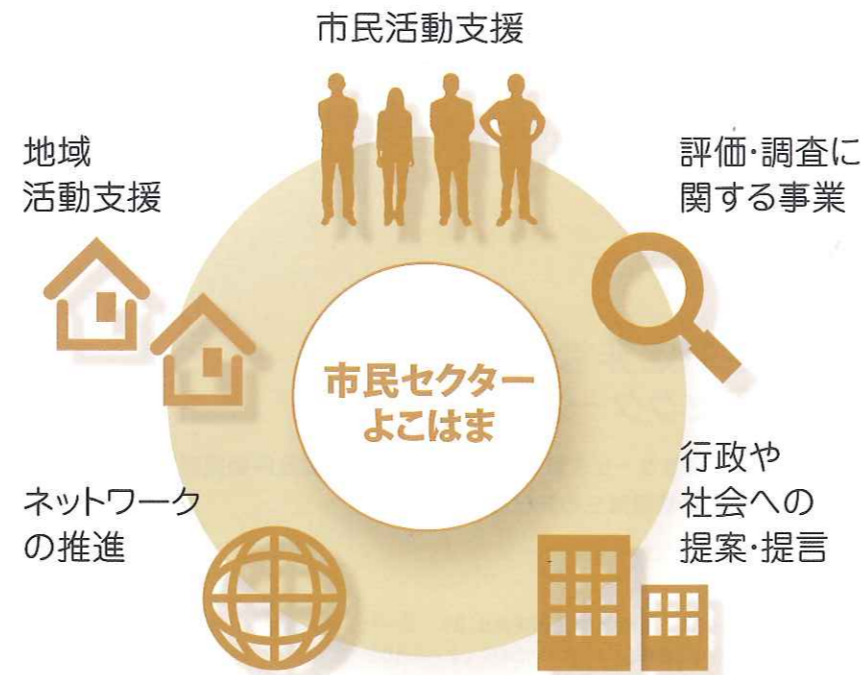 市民活動支援
地域
活動支援
評価・調査に
関する事業
市民セクター
よこはま
ネットワーク
の推進
行政や
社会への
提案・提言